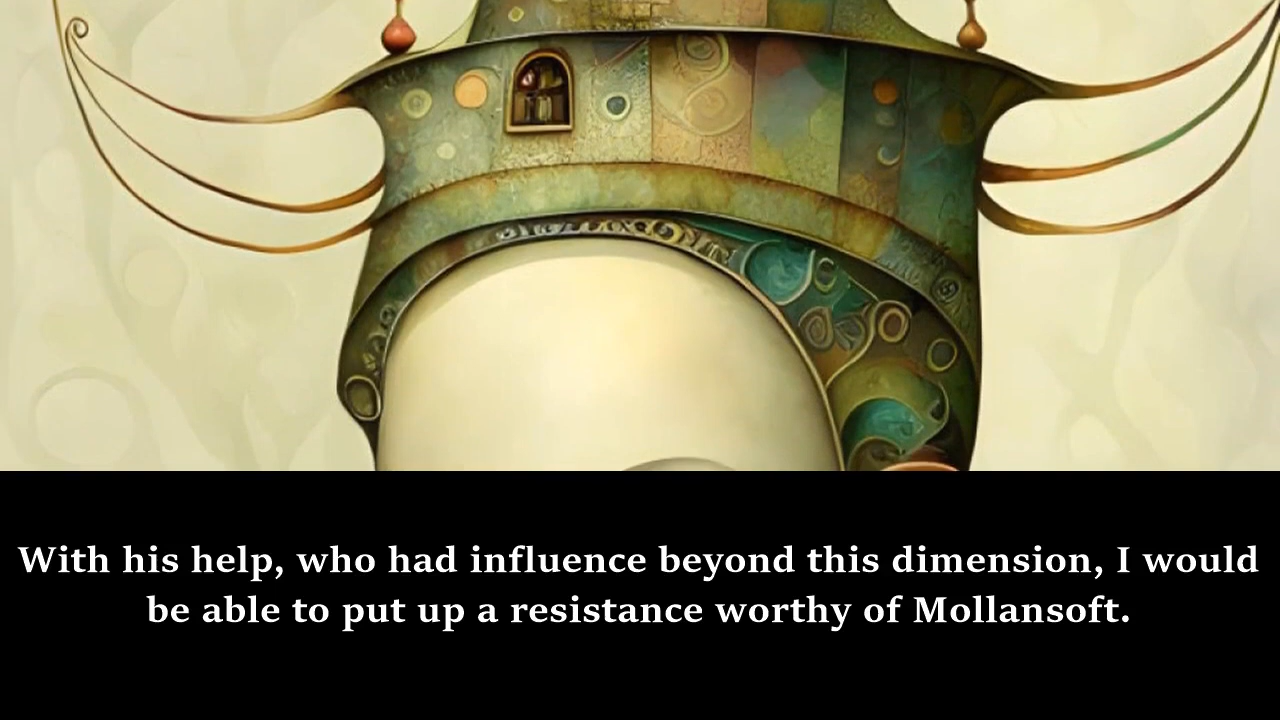 With his help, who had influence beyond this dimension, I would
be able to put up a resistance worthy of Mollansoft.